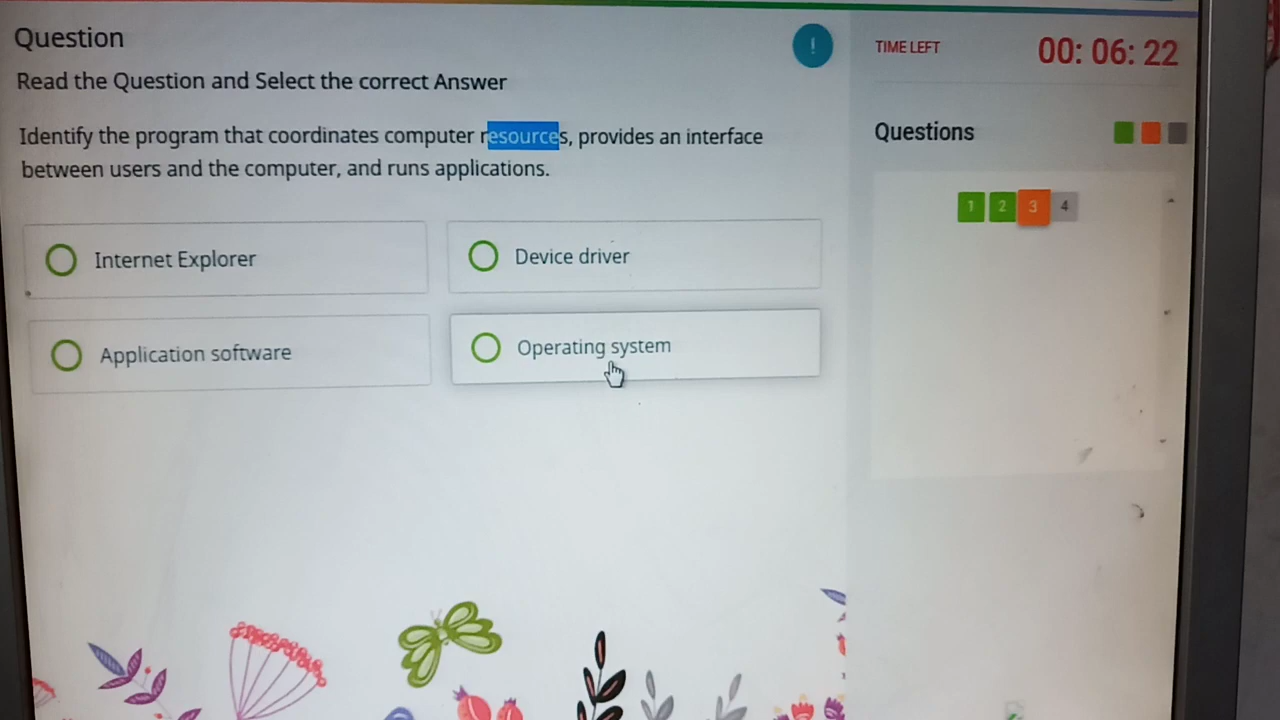 Question
!
TIME LEFT
00: 06: 22
Read the Question and Select the correct Answer
Identify the program that coordinates computer resources, provides an interface
between users and the computer, and runs applications.
Questions
1 2 3 4
Internet Explorer
Device driver
Application software
Operating system